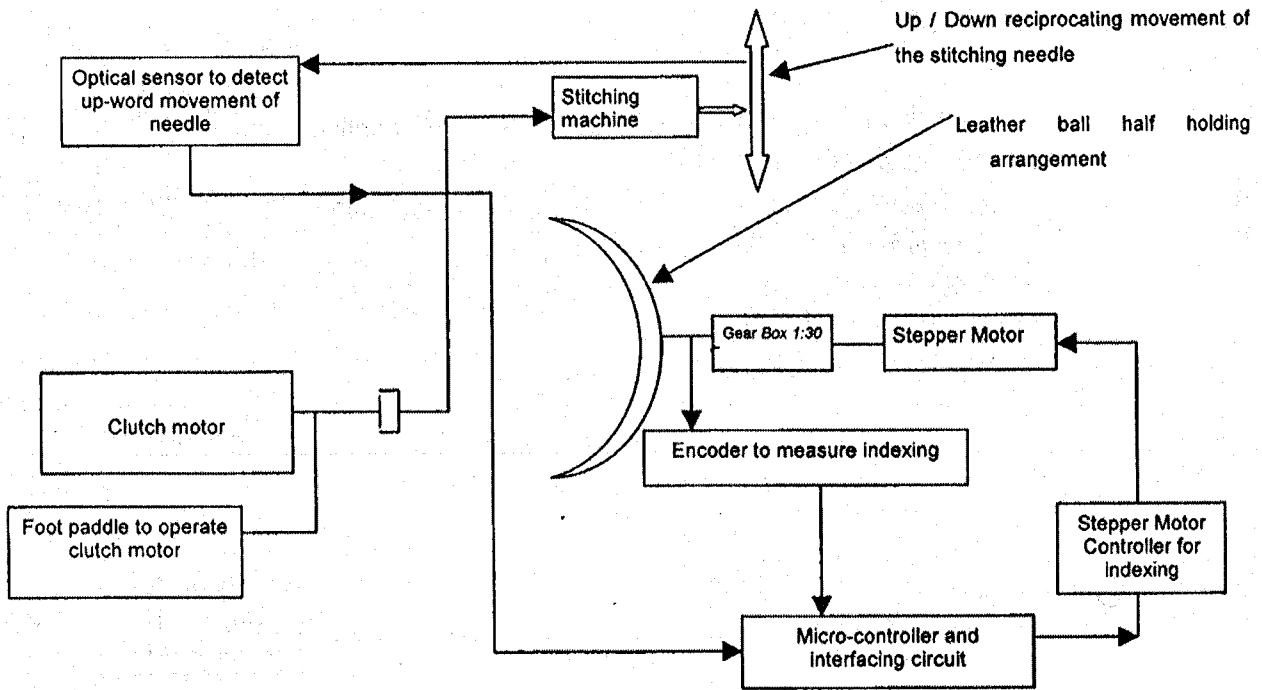 Up / Down reciprocating movement of
the stitching needle
Optical sensor to detect
up-word movement of
needle
Stitching
machine
Leather ball half holding
arrangement
Gear Box 1:30
Stepper Motor
Clutch motor
Encoder to measure indexing
Foot paddle to operate
clutch motor
Stepper Motor
Controller for
indexing
Micro-controller and
interfacing circuit